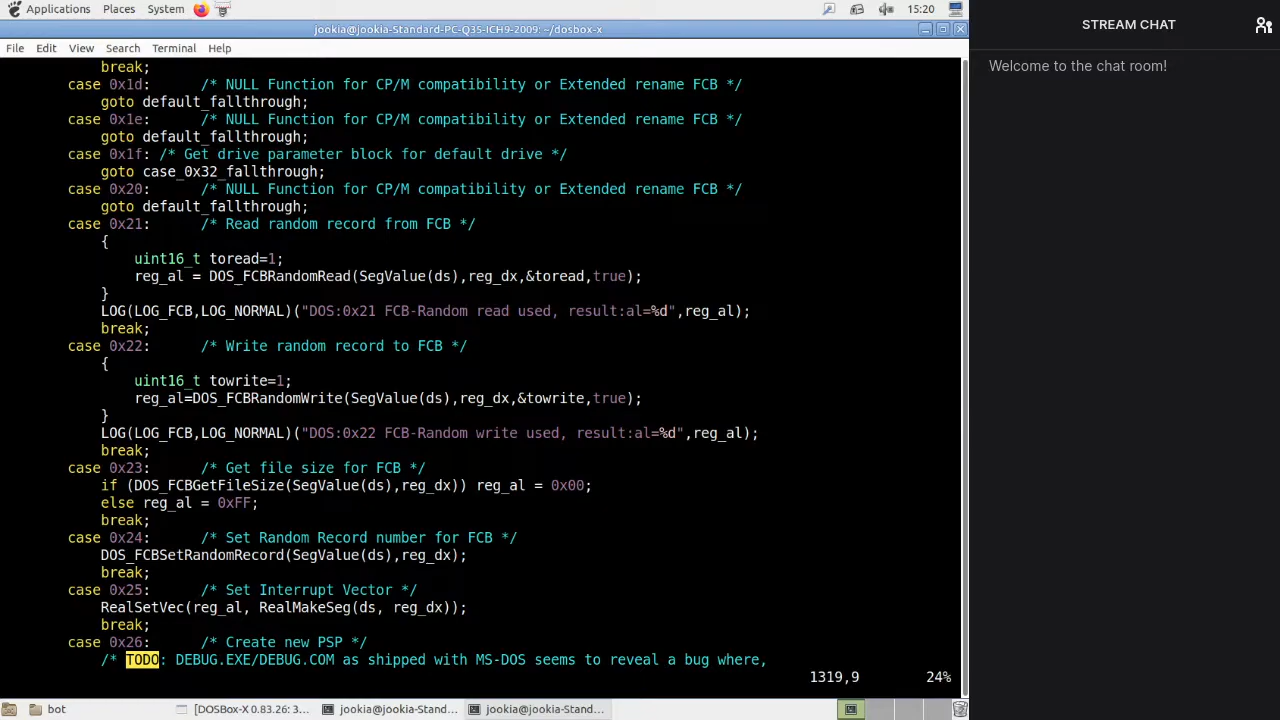 Applications Places System 15:20
jookia@jookia-Standard-PC-Q35-ICH9-2009: ~/dosbox-x
File Edit View Search Terminal Help
break;
case 0x1d: /* NULL Function for CP/M compatibility or Extended rename FCB */
goto default_fallthrough;
case 0x1e: /* NULL Function for CP/M compatibility or Extended rename FCB */
goto default_fallthrough;
case 0x1f: /* Get drive parameter block for default drive */
goto case_0x32_fallthrough;
case 0x20: /* NULL Function for CP/M compatibility or Extended rename FCB */
goto default_fallthrough;
case 0x21: /* Read random record from FCB */
{
uint16_t toread=1;
reg_al = DOS_FCBRandomRead(SegValue(ds),reg_dx,&toread,true);
}
LOG(LOG_FCB,LOG_NORMAL)("DOS:0x21 FCB-Random read used, result:al=%d",reg_al);
break;
case 0x22: /* Write random record to FCB */
{
uint16_t towrite=1;
reg_al=DOS_FCBRandomWrite(SegValue(ds),reg_dx,&towrite,true);
}
LOG(LOG_FCB,LOG_NORMAL)("DOS:0x22 FCB-Random write used, result:al=%d",reg_al);
break;
case 0x23: /* Get file size for FCB */
if (DOS_FCBGetFileSize(SegValue(ds),reg_dx)) reg_al = 0x00;
else reg_al = 0xFF;
break;
case 0x24: /* Set Random Record number for FCB */
DOS_FCBSetRandomRecord(SegValue(ds),reg_dx);
break;
case 0x25: /* Set Interrupt Vector */
RealSetVec(reg_al, RealMakeSeg(ds, reg_dx));
break;
case 0x26: /* Create new PSP */
/* TODO: DEBUG.EXE/DEBUG.COM as shipped with MS-DOS seems to reveal a bug where,
1319,9 24%
bot [DOSBox-X 0.83.26: 3... jookia@jookia-Stand... jookia@jookia-Stand...
STREAM CHAT
Welcome to the chat room!